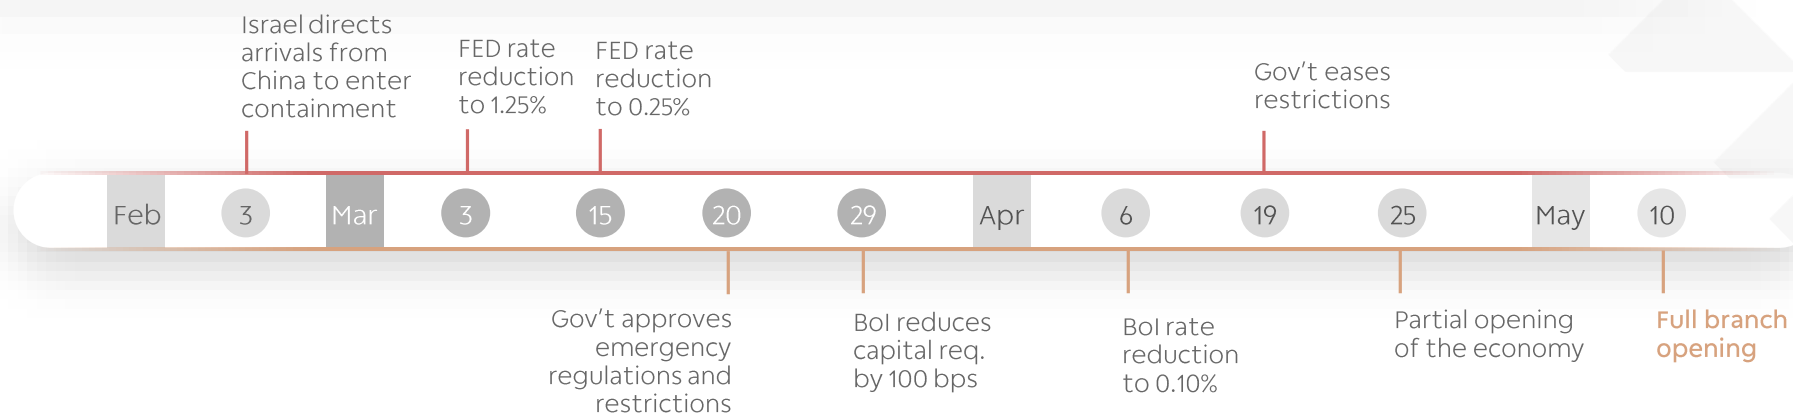 Israel directs
arrivals from
China to enter
containment
FED rate
reduction
to 1.25%
FED rate
reduction
to 0.25%
Gov't eases
restrictions
Feb
3
Mar
3
15
20
29
Apr
6
19
25
May
10
Gov't approves
emergency
regulations and
restrictions
BoI reduces
capital req.
by 100 bps
BoI rate
reduction
to 0.10%
Partial opening
of the economy
Full branch
opening